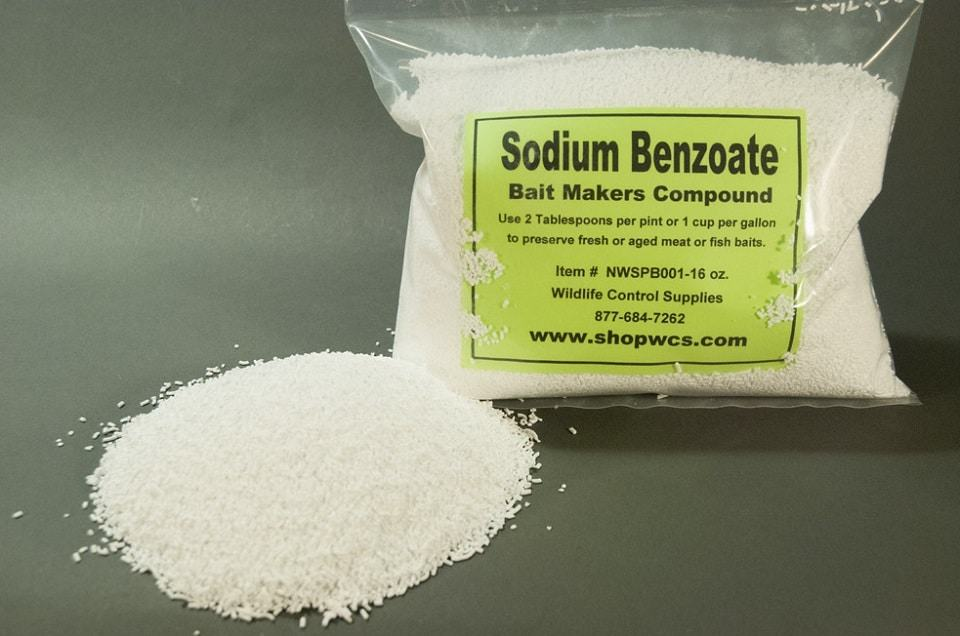 Sodium Benzoate
Bait Makers Compound
Use 2 Tablespoons per pint or 1 cup per gallon
to preserve fresh or aged meat or fish baits.
Item # NWSPB001-16 oz.
Wildlife Control Supplies
877-684-7262
www.shopwcs.com